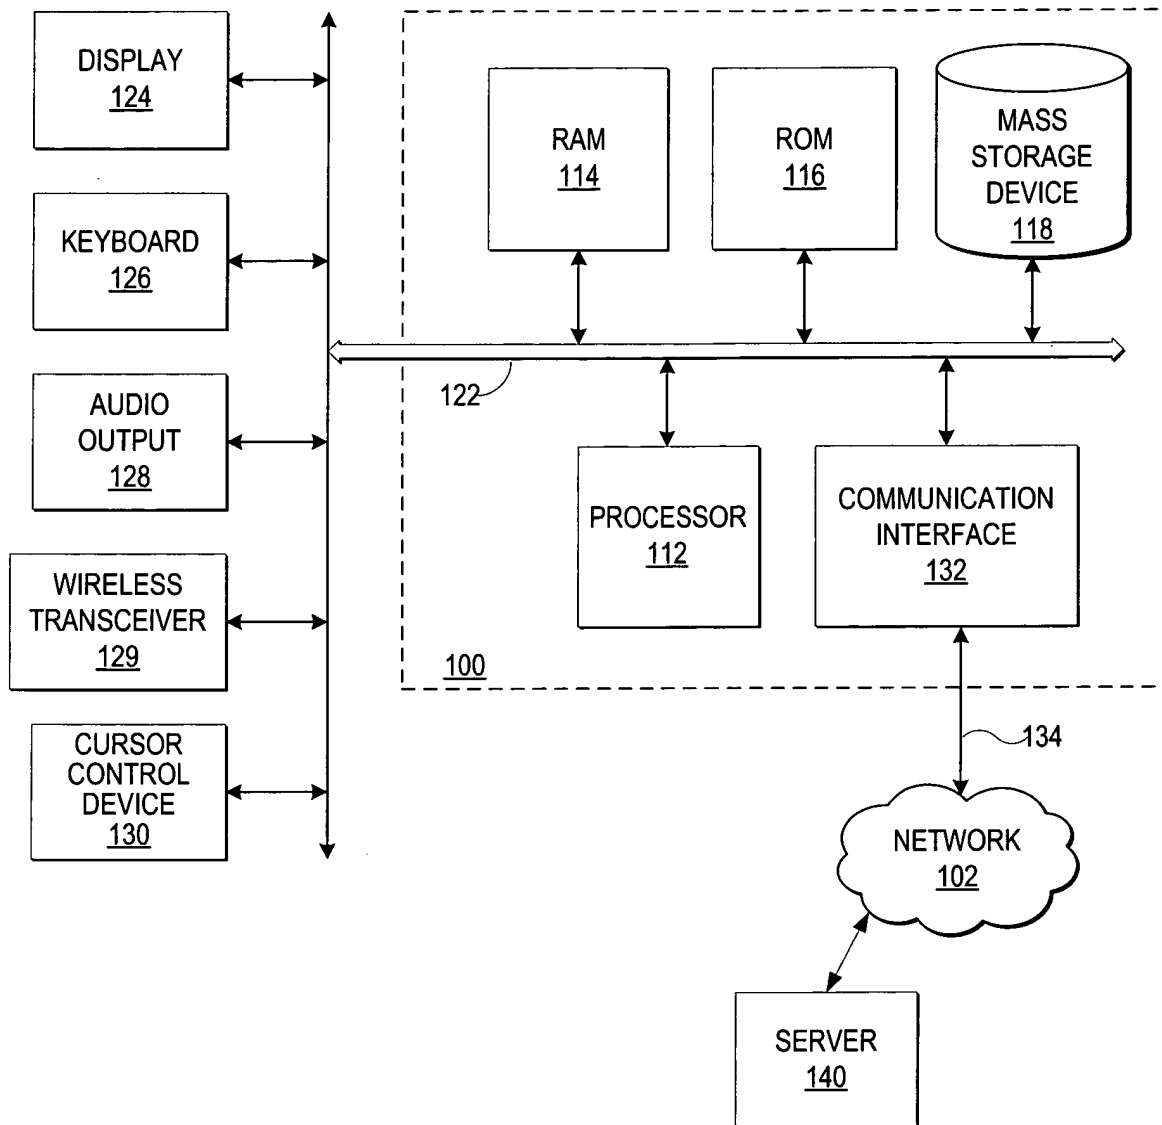 DISPLAY
124
KEYBOARD
126
AUDIO
OUTPUT
128
WIRELESS
TRANSCEIVER
129
CURSOR
CONTROL
DEVICE
130
RAM
114
ROM
116
MASS
STORAGE
DEVICE
118
122
PROCESSOR
112
COMMUNICATION
INTERFACE
132
100
134
NETWORK
102
SERVER
140